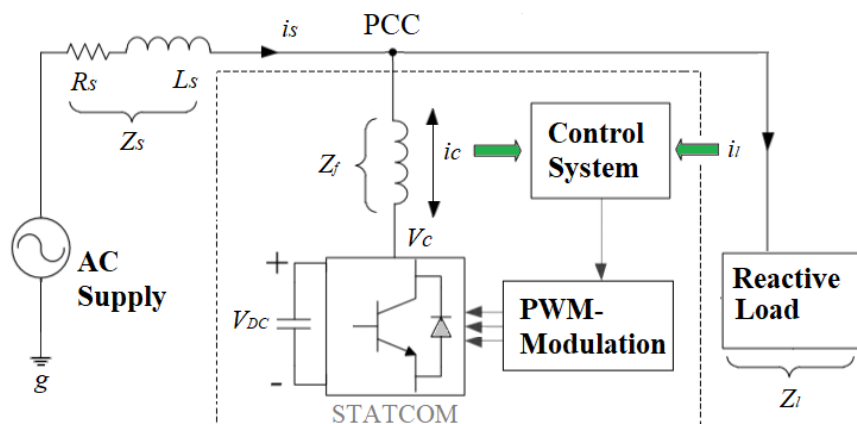 Rs
Ls
is
PCC
Zs
Zf
ic
Control
System
il
Vc
AC
Supply
g
+
VDC
-
STATCOM
PWM-
Modulation
Reactive
Load
Zl